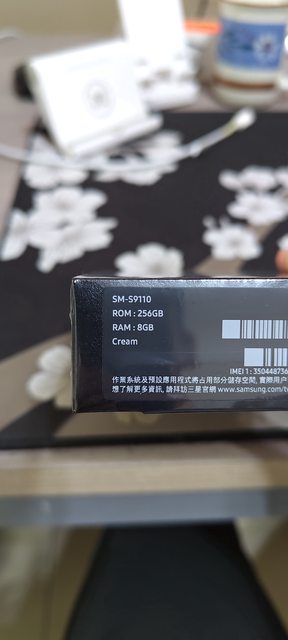 SM-S9110
ROM : 256GB
RAM : 8GB
Cream
IMEI 1 : 350448736
作業系統及預設應用程式將占用部分儲存空間, 實際用戶
想了解更多資訊, 請拜訪三星官網 www.samsung.com/t